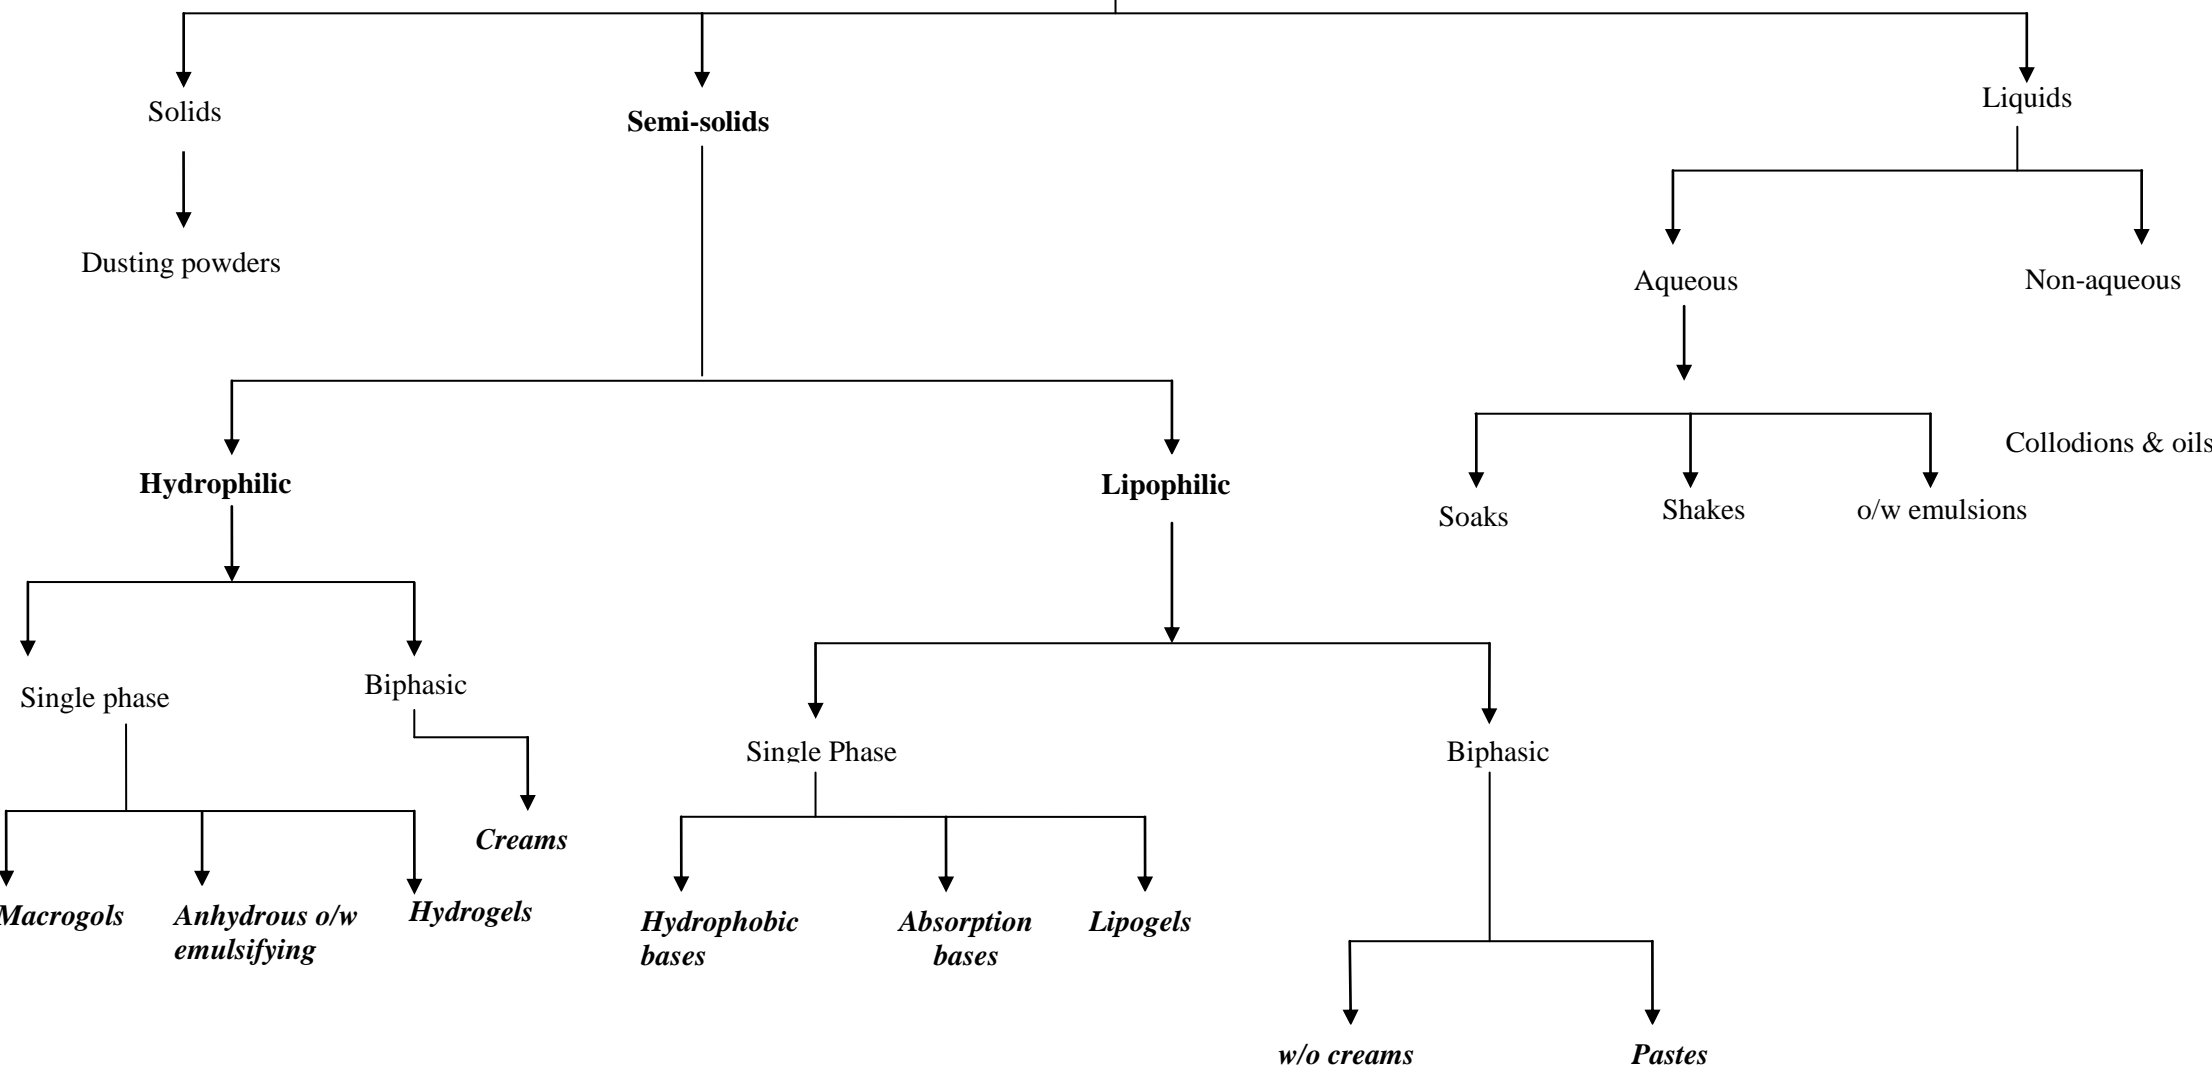 Solids
Semi-solids
Liquids
Dusting powders
Aqueous
Non-aqueous
Collodions & oils
Hydrophilic
Lipophilic
Soaks
Shakes
o/w emulsions
Single phase
Biphasic
Single Phase
Biphasic
Creams
Macrogols
Anhydrous o/w
emulsifying
Hydrogels
Hydrophobic
bases
Absorption
bases
Lipogels
w/o creams
Pastes